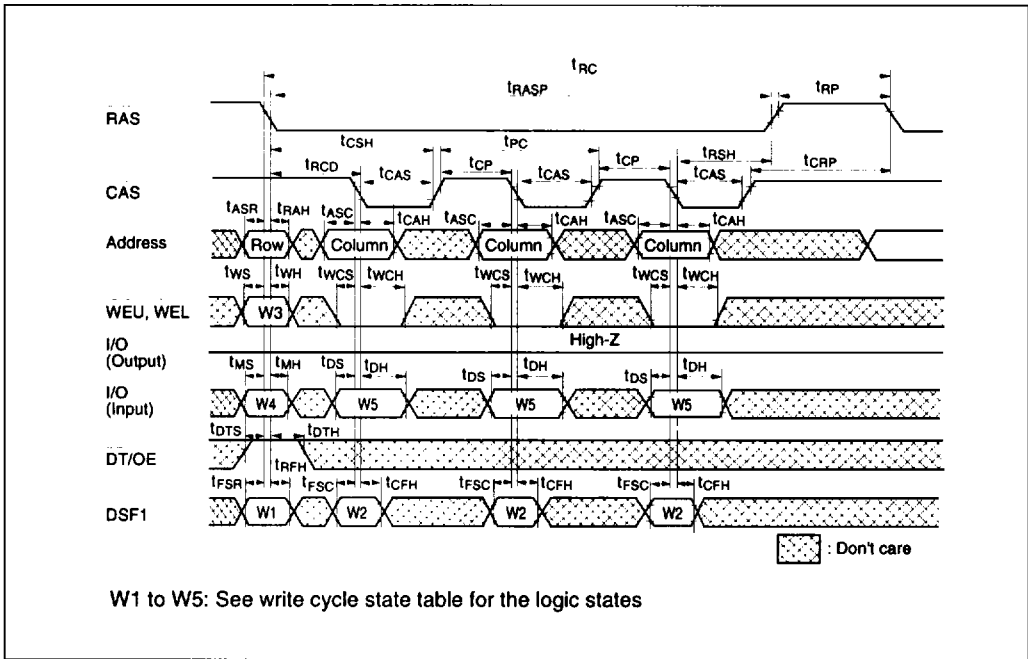 tRC
tRASP tRP
RAS
tCSH tPC
tRCD tCAS tCP tCAS tCP tRSH tCAS tCRP
CAS
tASR tRAH tASC tCAH tASC tCAH tASC tCAH
Address Row Column Column Column
tWS tWH tWCS tWCH tWCS tWCH tWCS tWCH
WEU, WEL W3
I/O (Output) High-Z
tMS tMH tDS tDH tDS tDH tDS tDH
I/O (Input) W4 W5 W5 W5
tDTS tDTH
DT/OE
tRFH
tFSR tFSC tCFH tFSC tCFH tFSC tCFH
DSF1 W1 W2 W2 W2
: Don't care
W1 to W5: See write cycle state table for the logic states